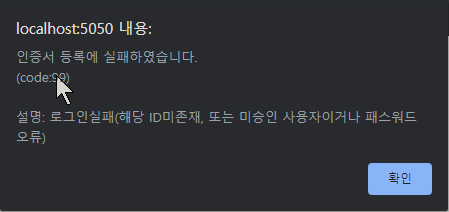 localhost:5050 내용:
인증서 등록에 실패하였습니다.
(code:99)
설명: 로그인실패(해당 ID미존재, 또는 미승인 사용자이거나 패스워드
오류)
확인